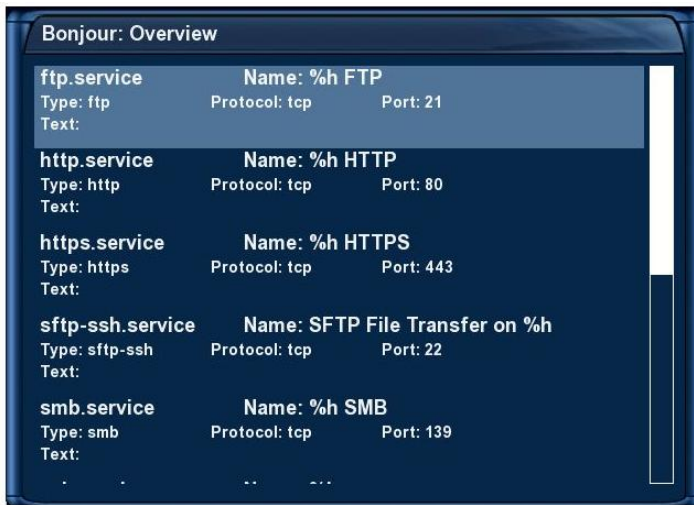 Bonjour: Overview
ftp.service Name: %h FTP
Type: ftp Protocol: tcp Port: 21
Text:
http.service Name: %h HTTP
Type: http Protocol: tcp Port: 80
Text:
https.service Name: %h HTTPS
Type: https Protocol: tcp Port: 443
Text:
sftp-ssh.service Name: SFTP File Transfer on %h
Type: sftp-ssh Protocol: tcp Port: 22
Text:
smb.service Name: %h SMB
Type: smb Protocol: tcp Port: 139
Text: